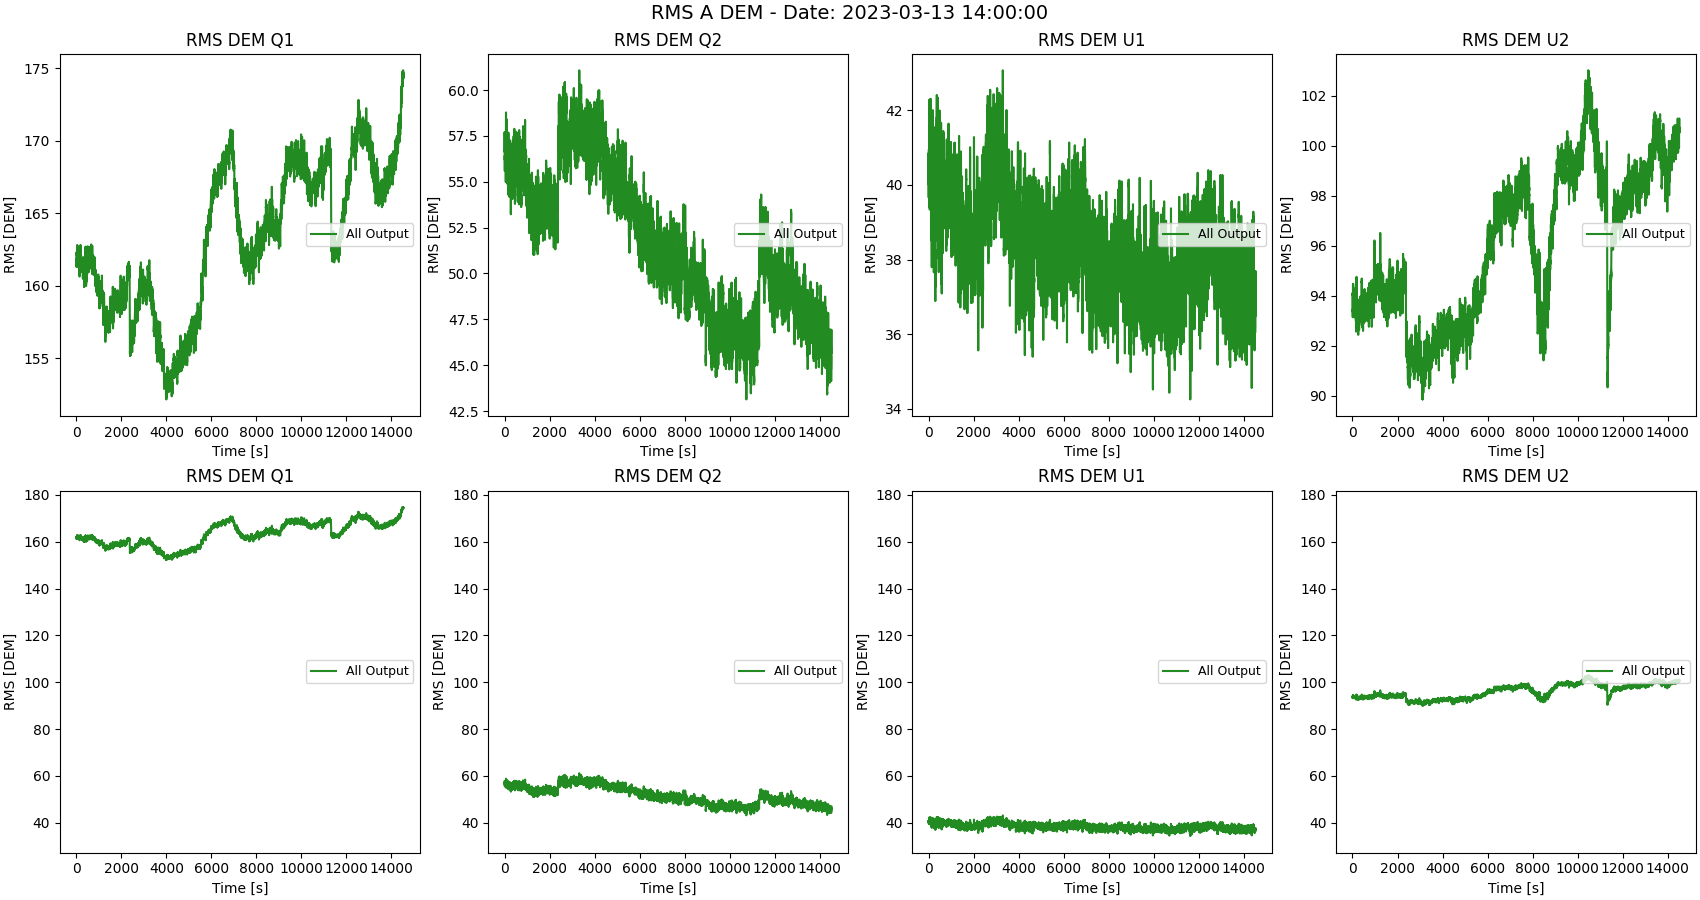 RMS A DEM - Date: 2023-03-13 14:00:00
RMS DEM Q1
RMS [DEM]
175
170
165
160
155
All Output
0 2000 4000 6000 8000 10000 12000 14000
Time [s]
RMS DEM Q2
RMS [DEM]
60.0
57.5
55.0
52.5
50.0
47.5
45.0
42.5
All Output
0 2000 4000 6000 8000 10000 12000 14000
Time [s]
RMS DEM U1
RMS [DEM]
42
40
38
36
34
All Output
0 2000 4000 6000 8000 10000 12000 14000
Time [s]
RMS DEM U2
RMS [DEM]
102
100
98
96
94
92
90
All Output
0 2000 4000 6000 8000 10000 12000 14000
Time [s]
RMS DEM Q1
RMS [DEM]
180
160
140
120
100
80
60
40
All Output
0 2000 4000 6000 8000 10000 12000 14000
Time [s]
RMS DEM Q2
RMS [DEM]
180
160
140
120
100
80
60
40
All Output
0 2000 4000 6000 8000 10000 12000 14000
Time [s]
RMS DEM U1
RMS [DEM]
180
160
140
120
100
80
60
40
All Output
0 2000 4000 6000 8000 10000 12000 14000
Time [s]
RMS DEM U2
RMS [DEM]
180
160
140
120
100
80
60
40
All Output
0 2000 4000 6000 8000 10000 12000 14000
Time [s]